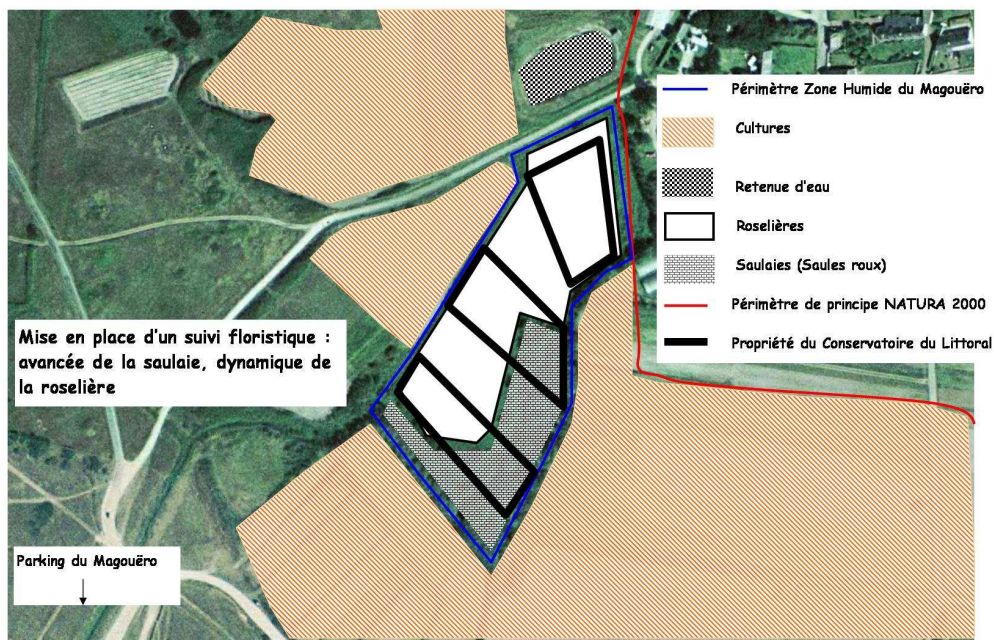 Périmètre Zone Humide du Magouëro
Cultures
Retenue d'eau
Roselières
Saulaies (Saules roux)
Périmètre de principe NATURA 2000
Propriété du Conservatoire du Littoral
Mise en place d'un suivi floristique :
avancée de la saulaie, dynamique de
la roselière
Parking du Magouëro